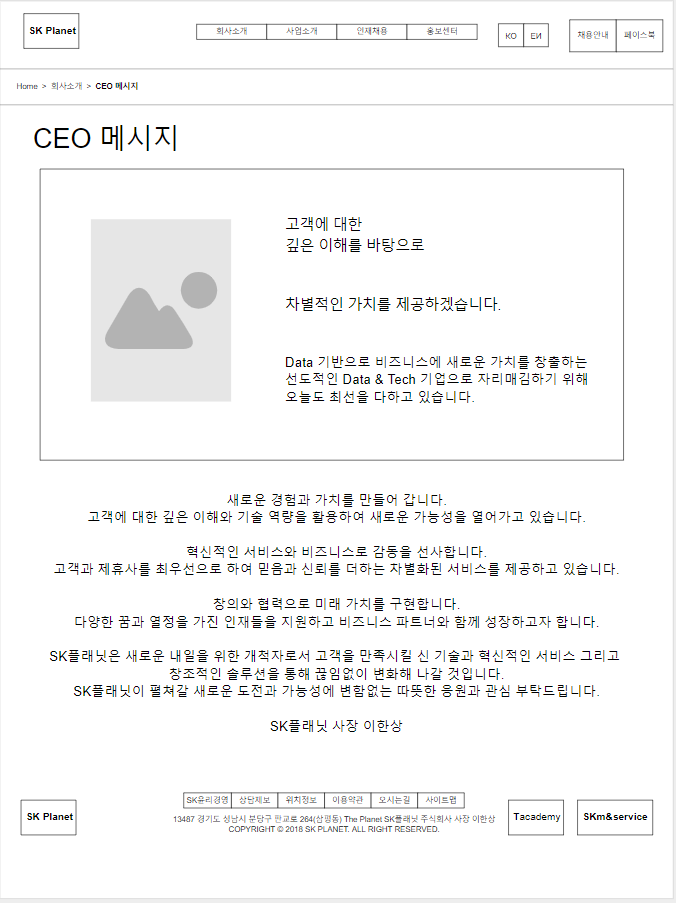 SK Planet
회사소개 사업소개 인재채용 홍보센터
KO EN
채용안내 페이스북
Home > 회사소개 > CEO 메시지
CEO 메시지
고객에 대한
깊은 이해를 바탕으로
차별적인 가치를 제공하겠습니다.
Data 기반으로 비즈니스에 새로운 가치를 창출하는
선도적인 Data & Tech 기업으로 자리매김하기 위해
오늘도 최선을 다하고 있습니다.
새로운 경험과 가치를 만들어 갑니다.
고객에 대한 깊은 이해와 기술 역량을 활용하여 새로운 가능성을 열어가고 있습니다.
혁신적인 서비스와 비즈니스로 감동을 선사합니다.
고객과 제휴사를 최우선으로 하여 믿음과 신뢰를 더하는 차별화된 서비스를 제공하고 있습니다.
창의와 협력으로 미래 가치를 구현합니다.
다양한 꿈과 열정을 가진 인재들을 지원하고 비즈니스 파트너와 함께 성장하고자 합니다.
SK플래닛은 새로운 내일을 위한 개척자로서 고객을 만족시킬 신 기술과 혁신적인 서비스 그리고
창조적인 솔루션을 통해 끊임없이 변화해 나갈 것입니다.
SK플래닛이 펼쳐갈 새로운 도전과 가능성에 변함없는 따뜻한 응원과 관심 부탁드립니다.
SK플래닛 사장 이한상
SK Planet
SK윤리경영 상담제보 위치정보 이용약관 오시는길 사이트맵
13487 경기도 성남시 분당구 판교로 264(삼평동) The Planet SK플래닛 주식회사 사장 이한상
COPYRIGHT © 2018 SK PLANET. ALL RIGHT RESERVED.
Tacademy
SKm&service